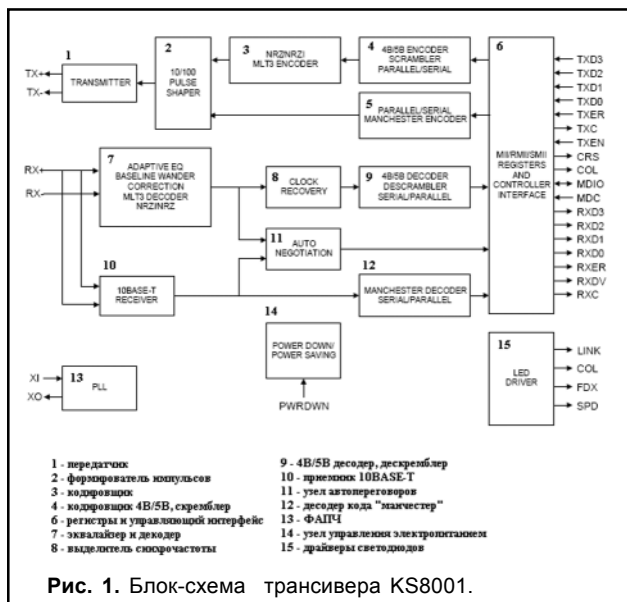 1
TRANSMITTER
TX+
TX-
2
10/100
PULSE
SHAPER
3
NRZ/NRZI
MLT3 ENCODER
4
4B/5B ENCODER
SCRAMBLER
PARALLEL/SERIAL
5
PARALLEL/SERIAL
MANCHESTER ENCODER
6
MII/RMII/SMII
REGISTERS
AND
CONTROLLER
INTERFACE
TXD3
TXD2
TXD1
TXD0
TXER
TXC
TXEN
CRS
COL
MDIO
MDC
RXD3
RXD2
RXD1
RXD0
RXER
RXDV
RXC
RX+
RX-
7
ADAPTIVE EQ
BASELINE WANDER
CORRECTION
MLT3 DECODER
NRZI/NRZ
8
CLOCK
RECOVERY
9
4B/5B DECODER
DESCRAMBLER
SERIAL/PARALLEL
10
10BASE-T
RECEIVER
11
AUTO
NEGOTIATION
12
MANCHESTER DECODER
SERIAL/PARALLEL
XI
XO
13
PLL
14
POWER DOWN/
POWER SAVING
PWRDWN
15
LED
DRIVER
LINK
COL
FDX
SPD
1 - передатчик
2 - формирователь импульсов
3 - кодировщик
4 - кодировщик 4B/5B, скремблер
6 - регистры и управляющий интерфейс
7 - эквалайзер и декодер
8 - выделитель синхрочастоты
9 - 4B/5B десодер, дескремблер
10 - приемник 10BASE-T
11 - узел автопереговоров
12 - десодер кода "манчестер"
13 - ФАПЧ
14 - узел управления электропитанием
15 - драйверы светодиодов
Рис. 1. Блок-схема трансивера KS8001.